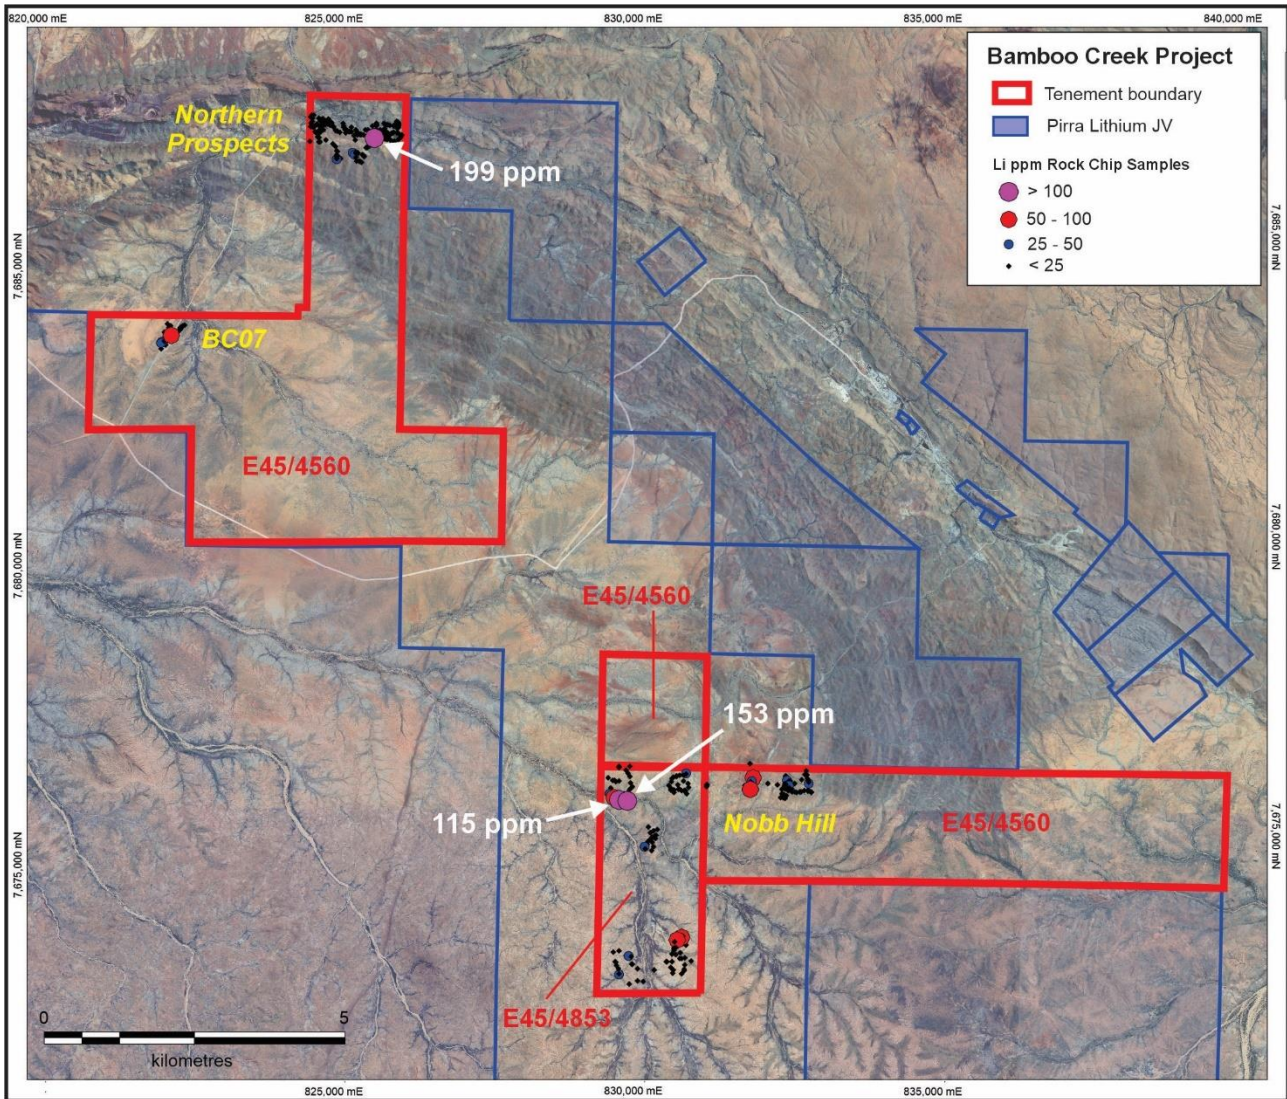 820,000 mE
825,000 mE
830,000 mE
835,000 mE
840,000 mE
Bamboo Creek Project
Tenement boundary
Pirra Lithium JV
Li ppm Rock Chip Samples
> 100
50 - 100
25 - 50
< 25
Northern
Prospects
199 ppm
7,685,000 mN
7,685,000 mN
BC07
E45/4560
7,680,000 mN
7,680,000 mN
E45/4560
153 ppm
115 ppm
Nobb Hill
E45/4560
7,675,000 mN
7,675,000 mN
E45/4853
0
5
kilometres
825,000 mE
830,000 mE
835,000 mE